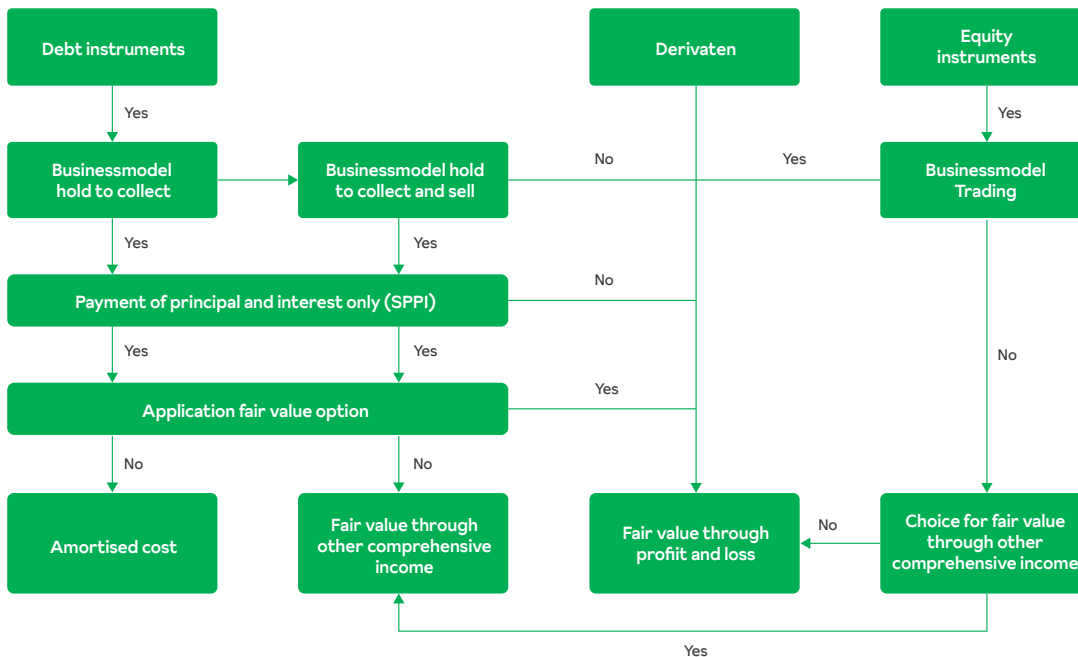 Debt instruments
Derivaten
Equity
instruments
Yes
Yes
Businessmodel
hold to collect
Businessmodel hold
to collect and sell
No
Yes
Businessmodel
Trading
Yes
Yes
Payment of principal and interest only (SPPI)
No
Yes
Yes
No
Application fair value option
Yes
No
No
Amortised cost
Fair value through
other comprehensive
income
Fair value through
profiit and loss
No
Choice for fair value
through other
comprehensive income
Yes